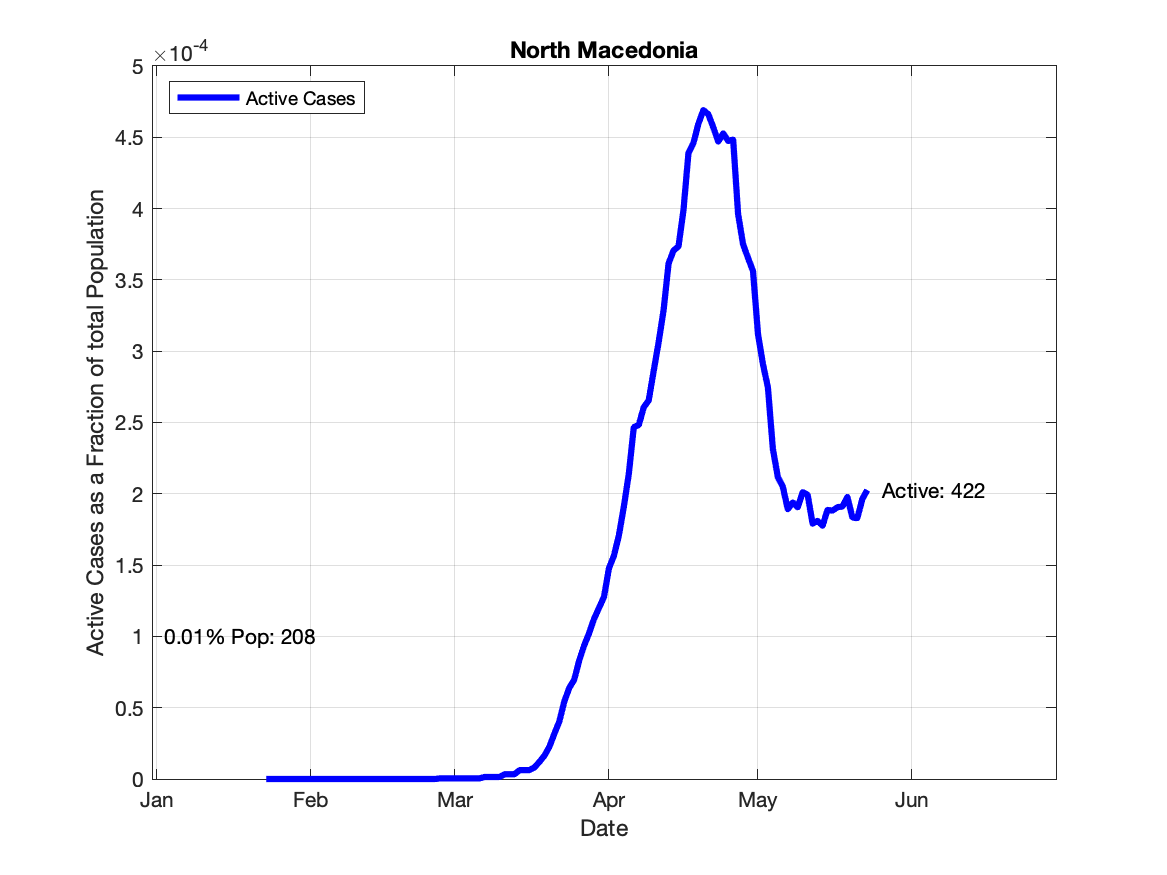 North Macedonia
×10-4
Active Cases
5
4.5
4
3.5
3
2.5
2
1.5
1
0.5
0
Active Cases as a Fraction of total Population
Active: 422
0.01% Pop: 208
Jan Feb Mar Apr May Jun
Date